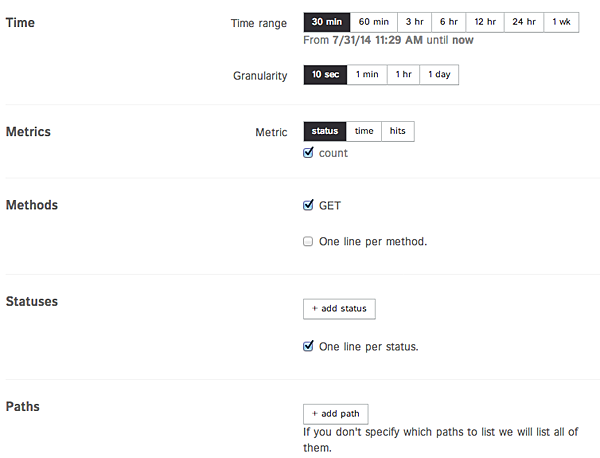 Time
Time range
30 min 60 min 3 hr 6 hr 12 hr 24 hr 1 wk
From 7/31/14 11:29 AM until now
Granularity
10 sec 1 min 1 hr 1 day
Metrics
Metric
status time hits
count
Methods
GET
One line per method.
Statuses
+ add status
One line per status.
Paths
+ add path
If you don't specify which paths to list we will list all of
them.